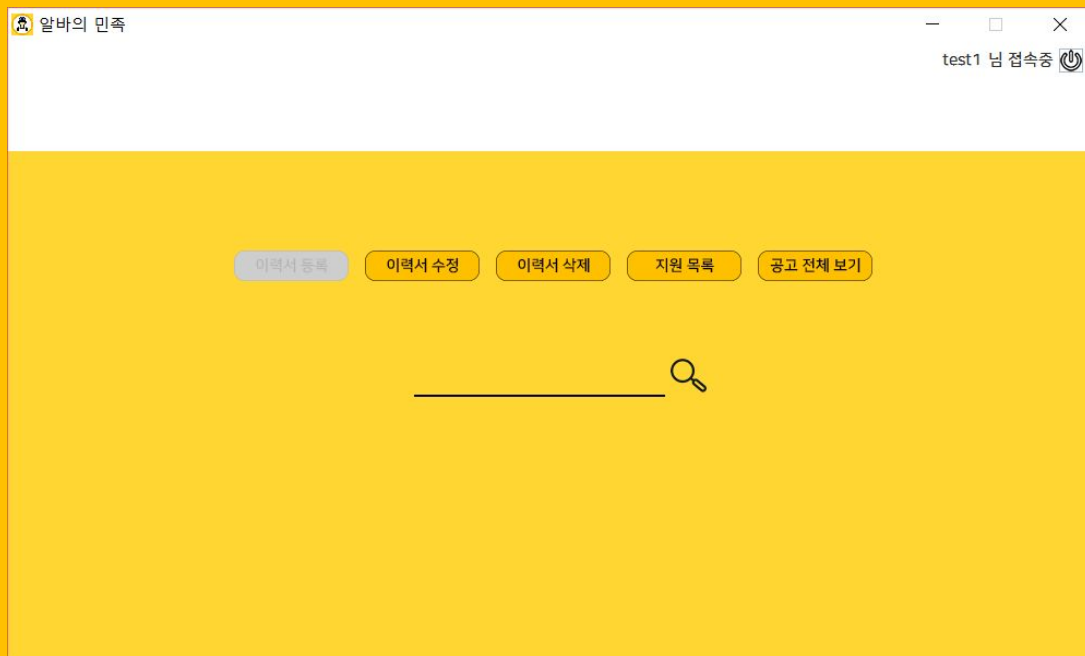 알바의 민족
test1 님 접속중
이력서 등록 이력서 수정 이력서 삭제 지원 목록 공고 전체 보기